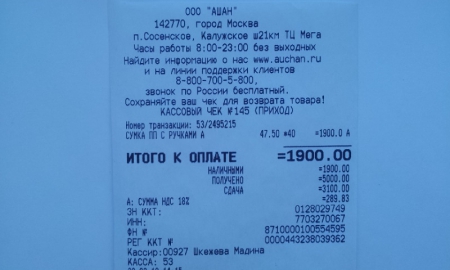 ООО "АШАН"
142770, город Москва
п.Сосенское, Калужское ш21км ТЦ Мега
Часы работы 8:00-23:00 без выходных
Найдите информацию о нас www.auchan.ru
и на линии поддержки клиентов
8-800-700-5-800,
звонок по России бесплатный.
Сохраняйте ваш чек для возврата товара!
КАССОВЫЙ ЧЕК №145 (ПРИХОД)
Номер транзакции: 53/2495215
СУМКА ПП С РУЧКАМИ А 47.50 *40 =1900.0 А
ИТОГО К ОПЛАТЕ =1900.00
НАЛИЧНЫМИ =1900.00
ПОЛУЧЕНО =5000.00
СДАЧА =3100.00
А: СУММА НДС 18% =289.83
ЗН ККТ: 0128029749
ИНН: 7703270067
ФН № 8710000100554595
РЕГ ККТ № 0000443238039362
Кассир:00927 Шкежева Мадина
КАССА: 53